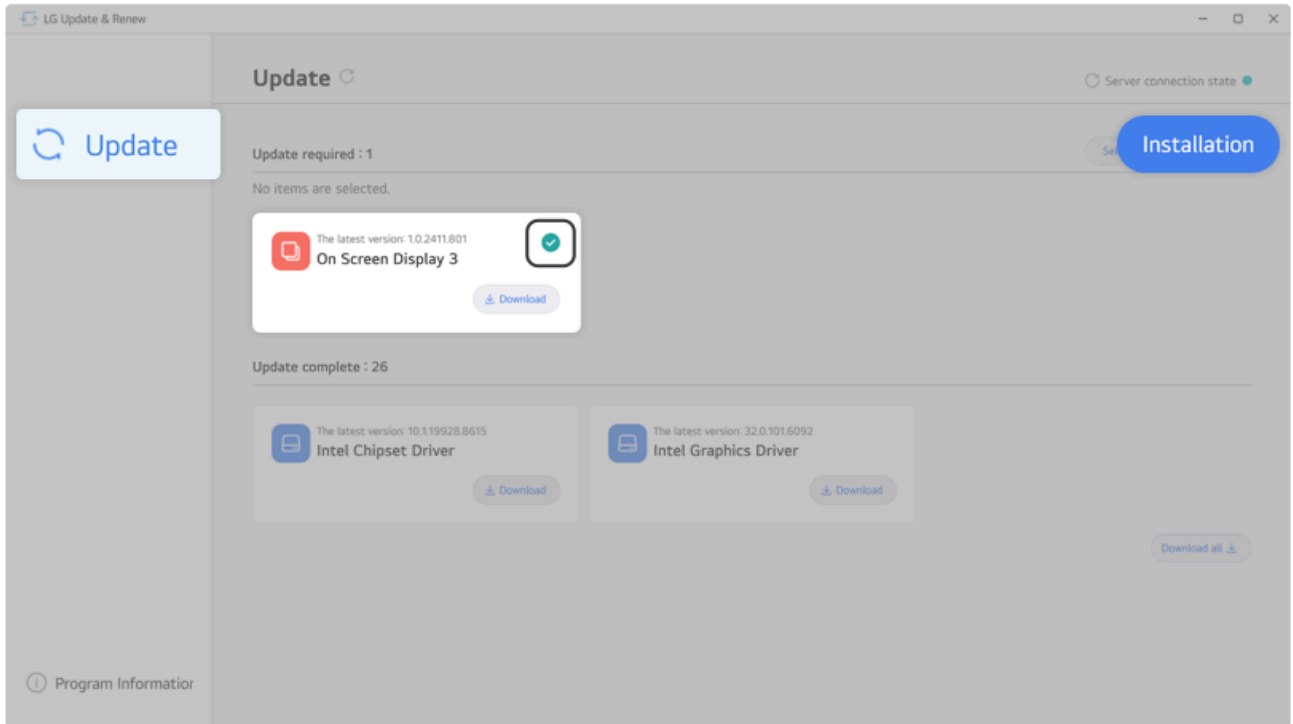 LG Update & Renew
Update
Server connection state
Update
Update required : 1
Installation
No items are selected.
The latest version: 1.0.2411.801
On Screen Display 3
Download
Update complete : 26
The latest version: 10.1.19928.8615
Intel Chipset Driver
Download
The latest version: 32.0.101.6092
Intel Graphics Driver
Download
Download all
Program Information